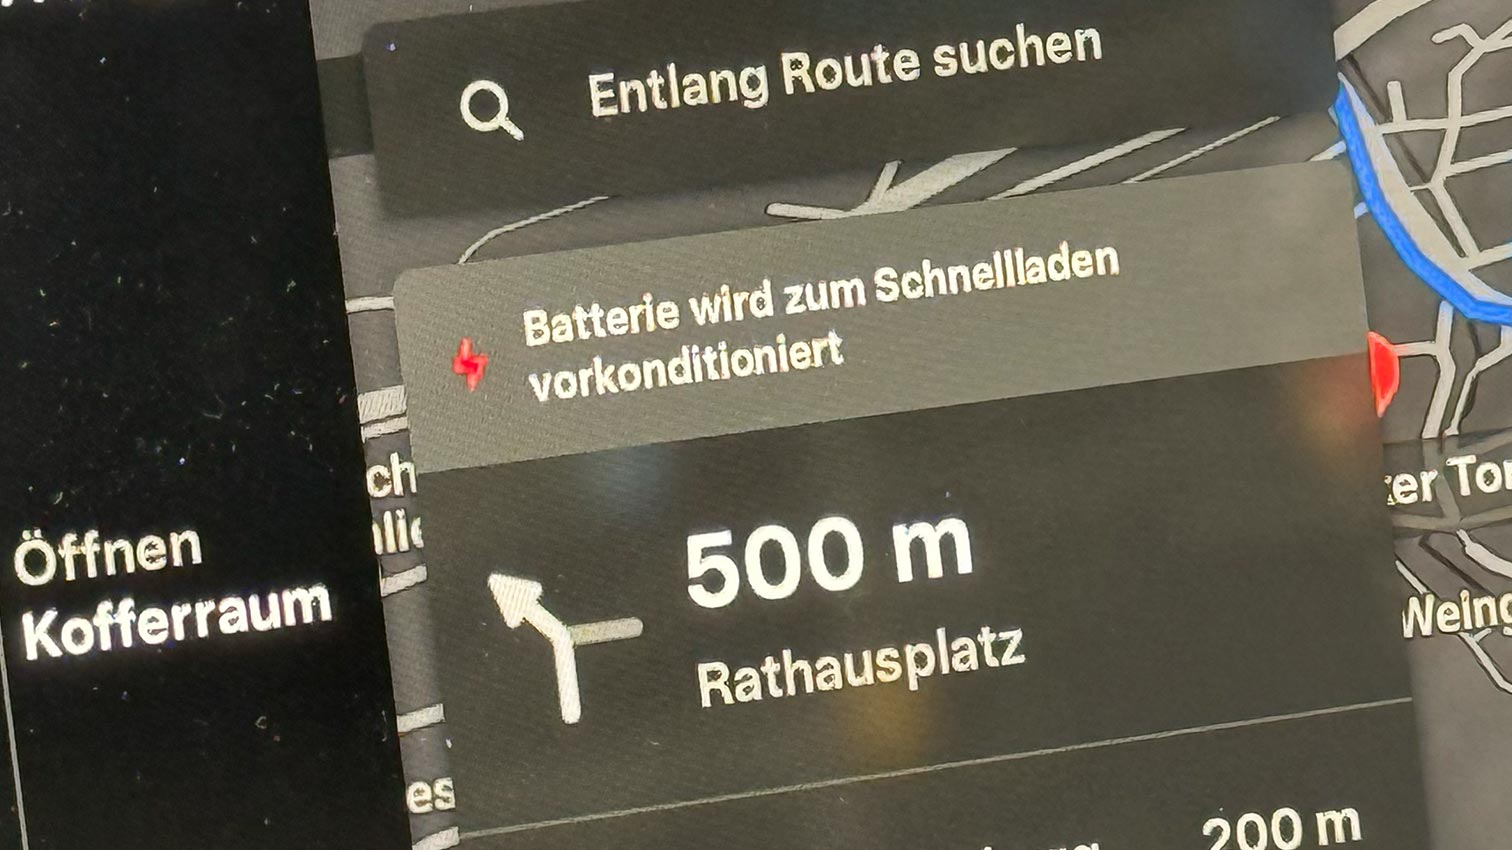 Entlang Route suchen
Batterie wird zum Schnellladen
vorkonditioniert
500 m
Rathausplatz
200 m
Öffnen
Kofferraum